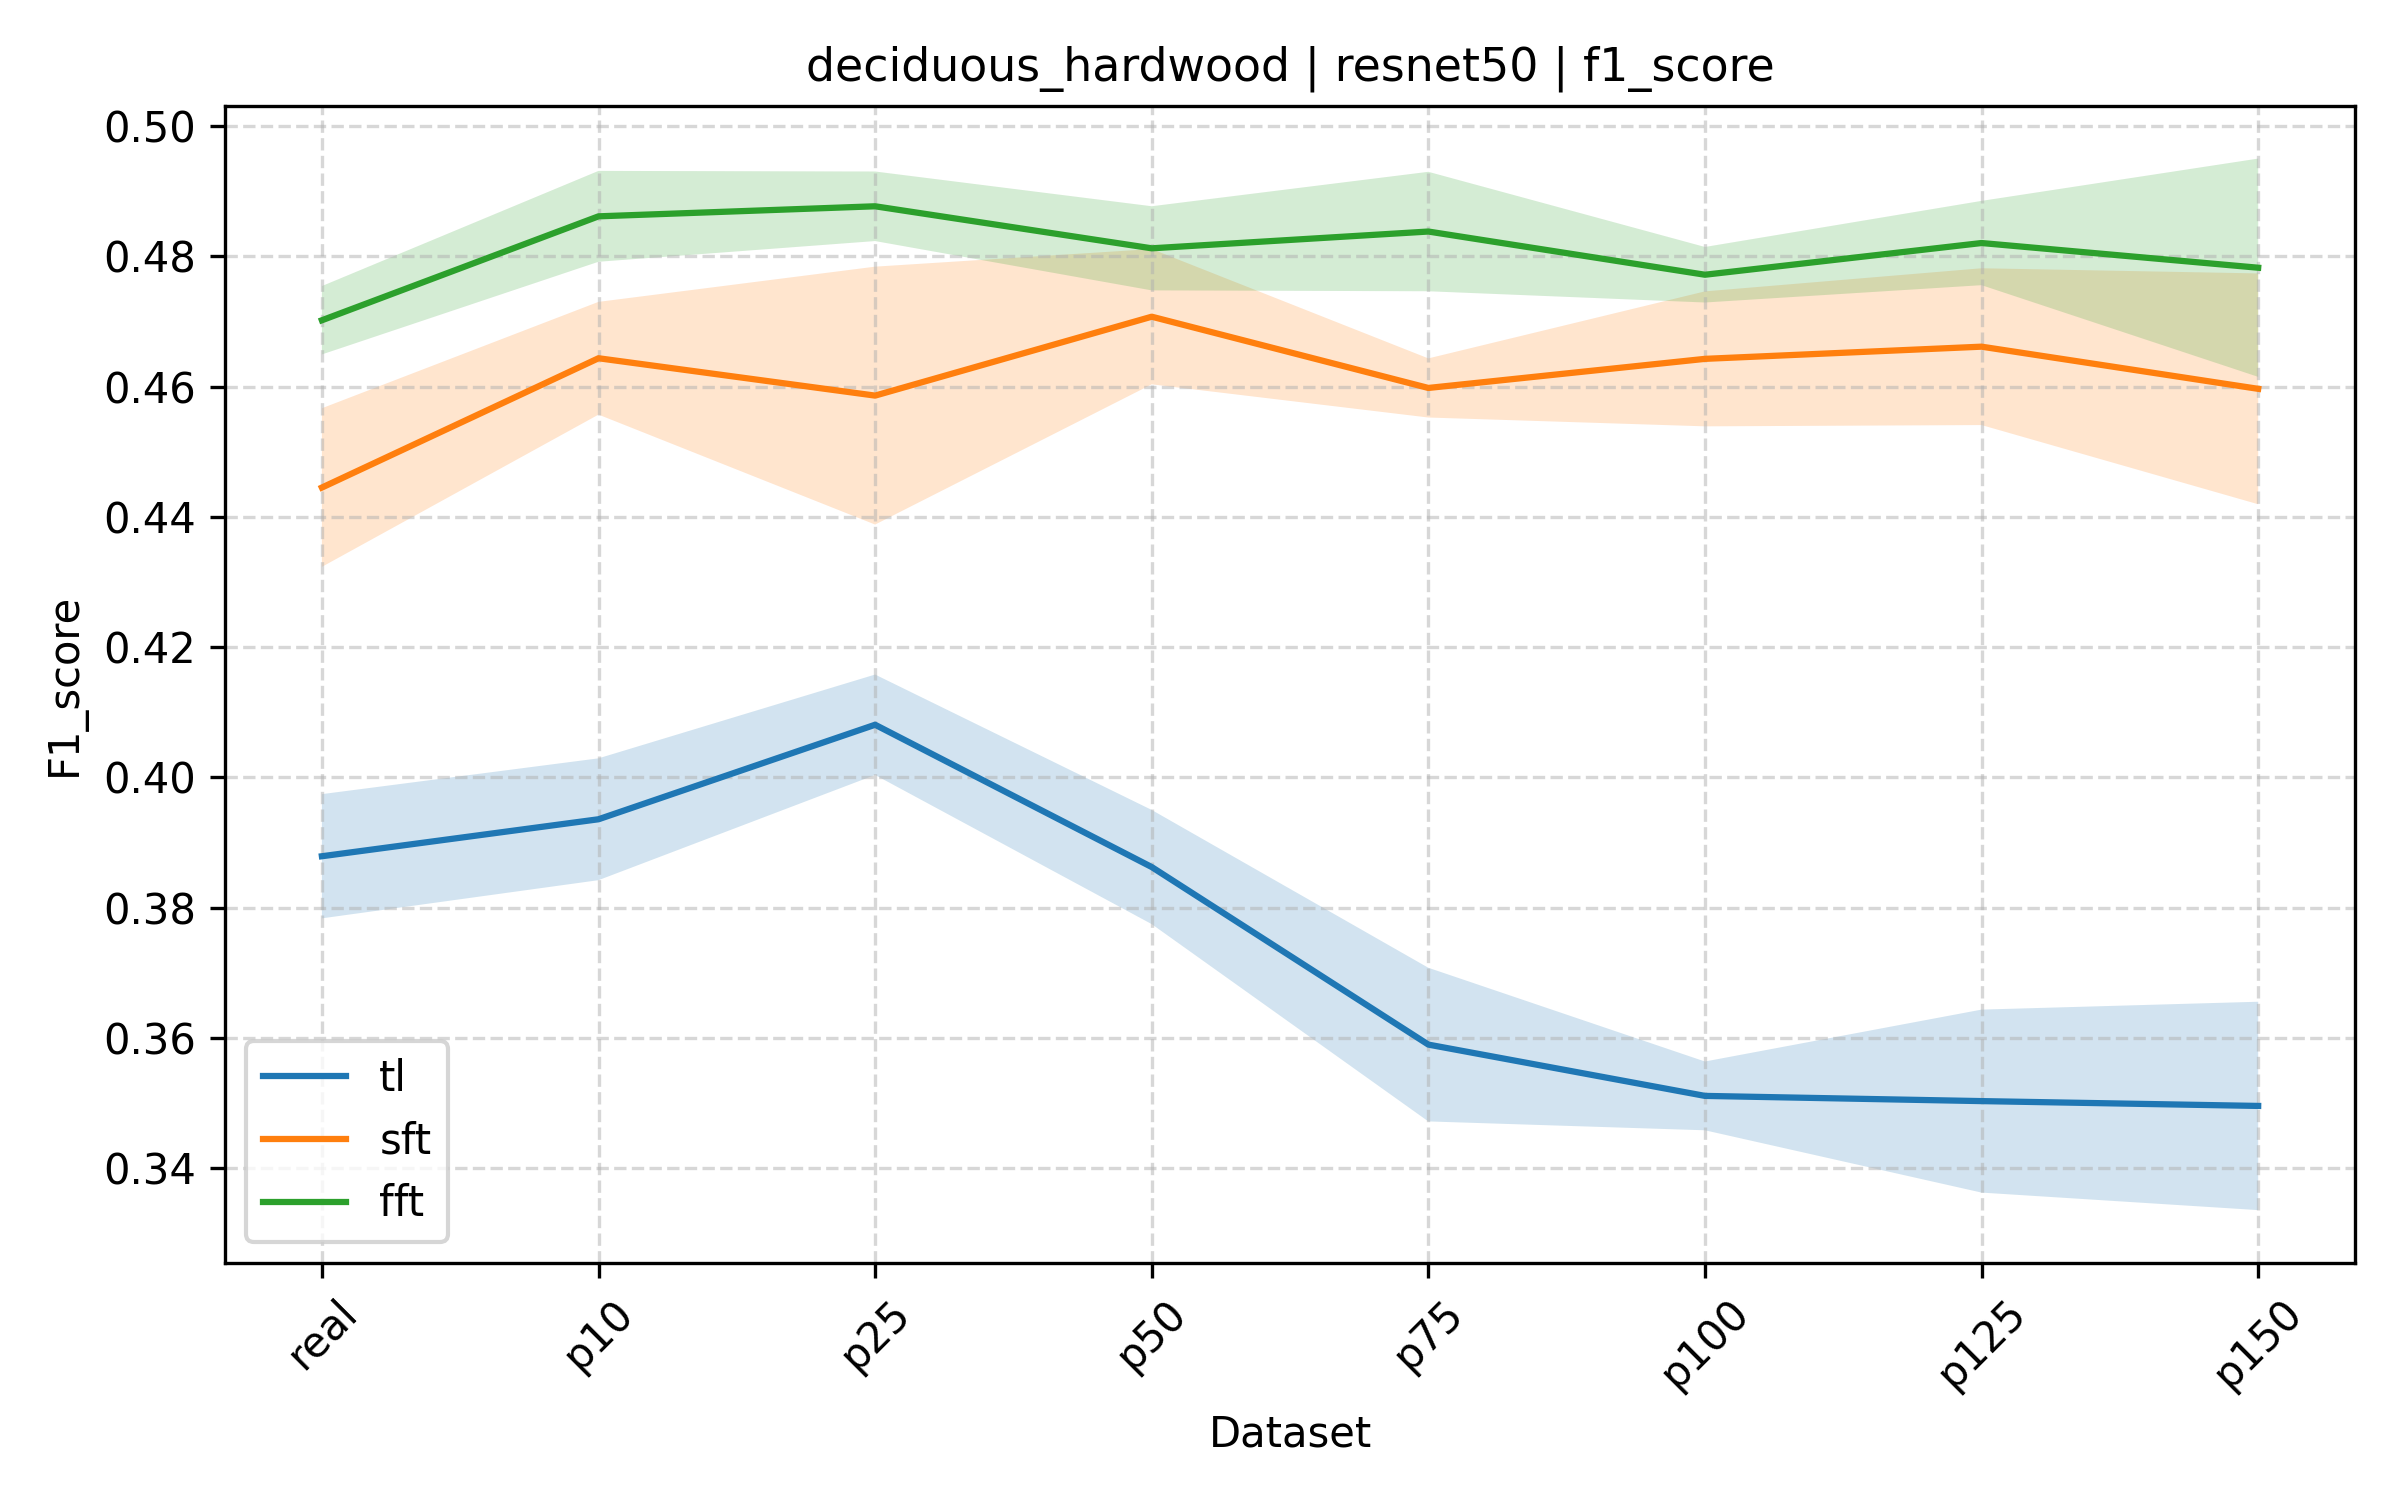 deciduous_hardwood | resnet50 | f1_score
0.50
0.48
0.46
0.44
0.42
0.40
0.38
0.36
0.34
F1_score
tl
sft
fft
real
p10
p25
p50
p75
p100
p125
p150
Dataset